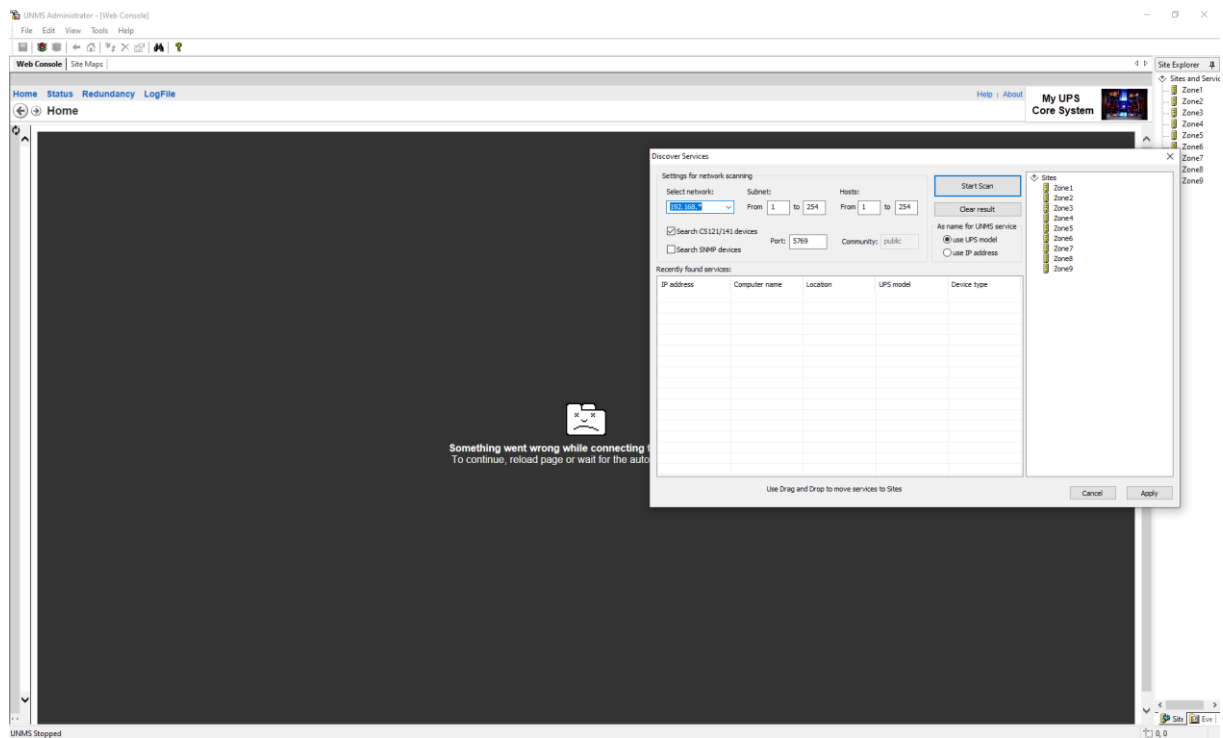 UNMS Administrator - [Web Console]
File Edit View Tools Help
Web Console Site Maps
Site Explorer
Sites and Servic
Zone1
Zone2
Zone3
Zone4
Zone5
Zone6
Zone7
Zone8
Zone9
Home Status Redundancy LogFile
Help : About
Home
My UPS
Core System
Something went wrong while connecting t
To continue, reload page or wait for the auto
Discover Services
Settings for network scanning
Select network: Subnet: Hosts:
192.168.* From 1 to 254 From 1 to 254
Search CS121/141 devices
Port: 5769 Community: public
Search SNMP devices
Start Scan
Clear result
As name for UNMS service
use UPS model
use IP address
Recently found services:
IP address Computer name Location UPS model Device type
Sites
Zone1
Zone2
Zone3
Zone4
Zone5
Zone6
Zone7
Zone8
Zone9
Use Drag and Drop to move services to Sites
Cancel Apply
Site Eve
UNMS Stopped
0, 0